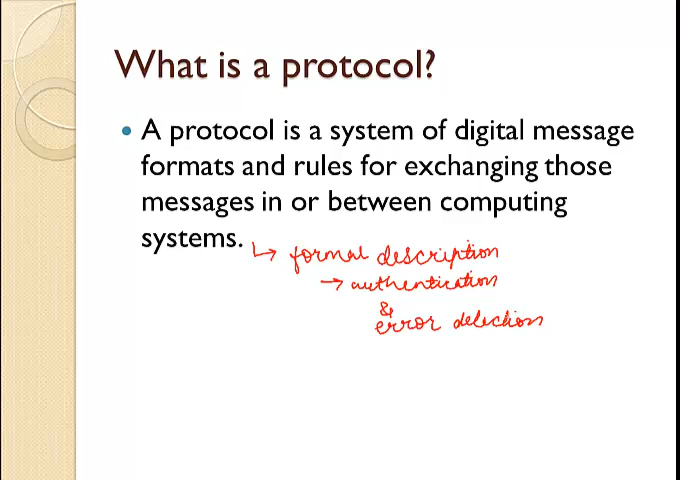 What is a protocol?
• A protocol is a system of digital message
formats and rules for exchanging those
messages in or between computing
systems.
↳ formal description
→ authentication
&
error detection